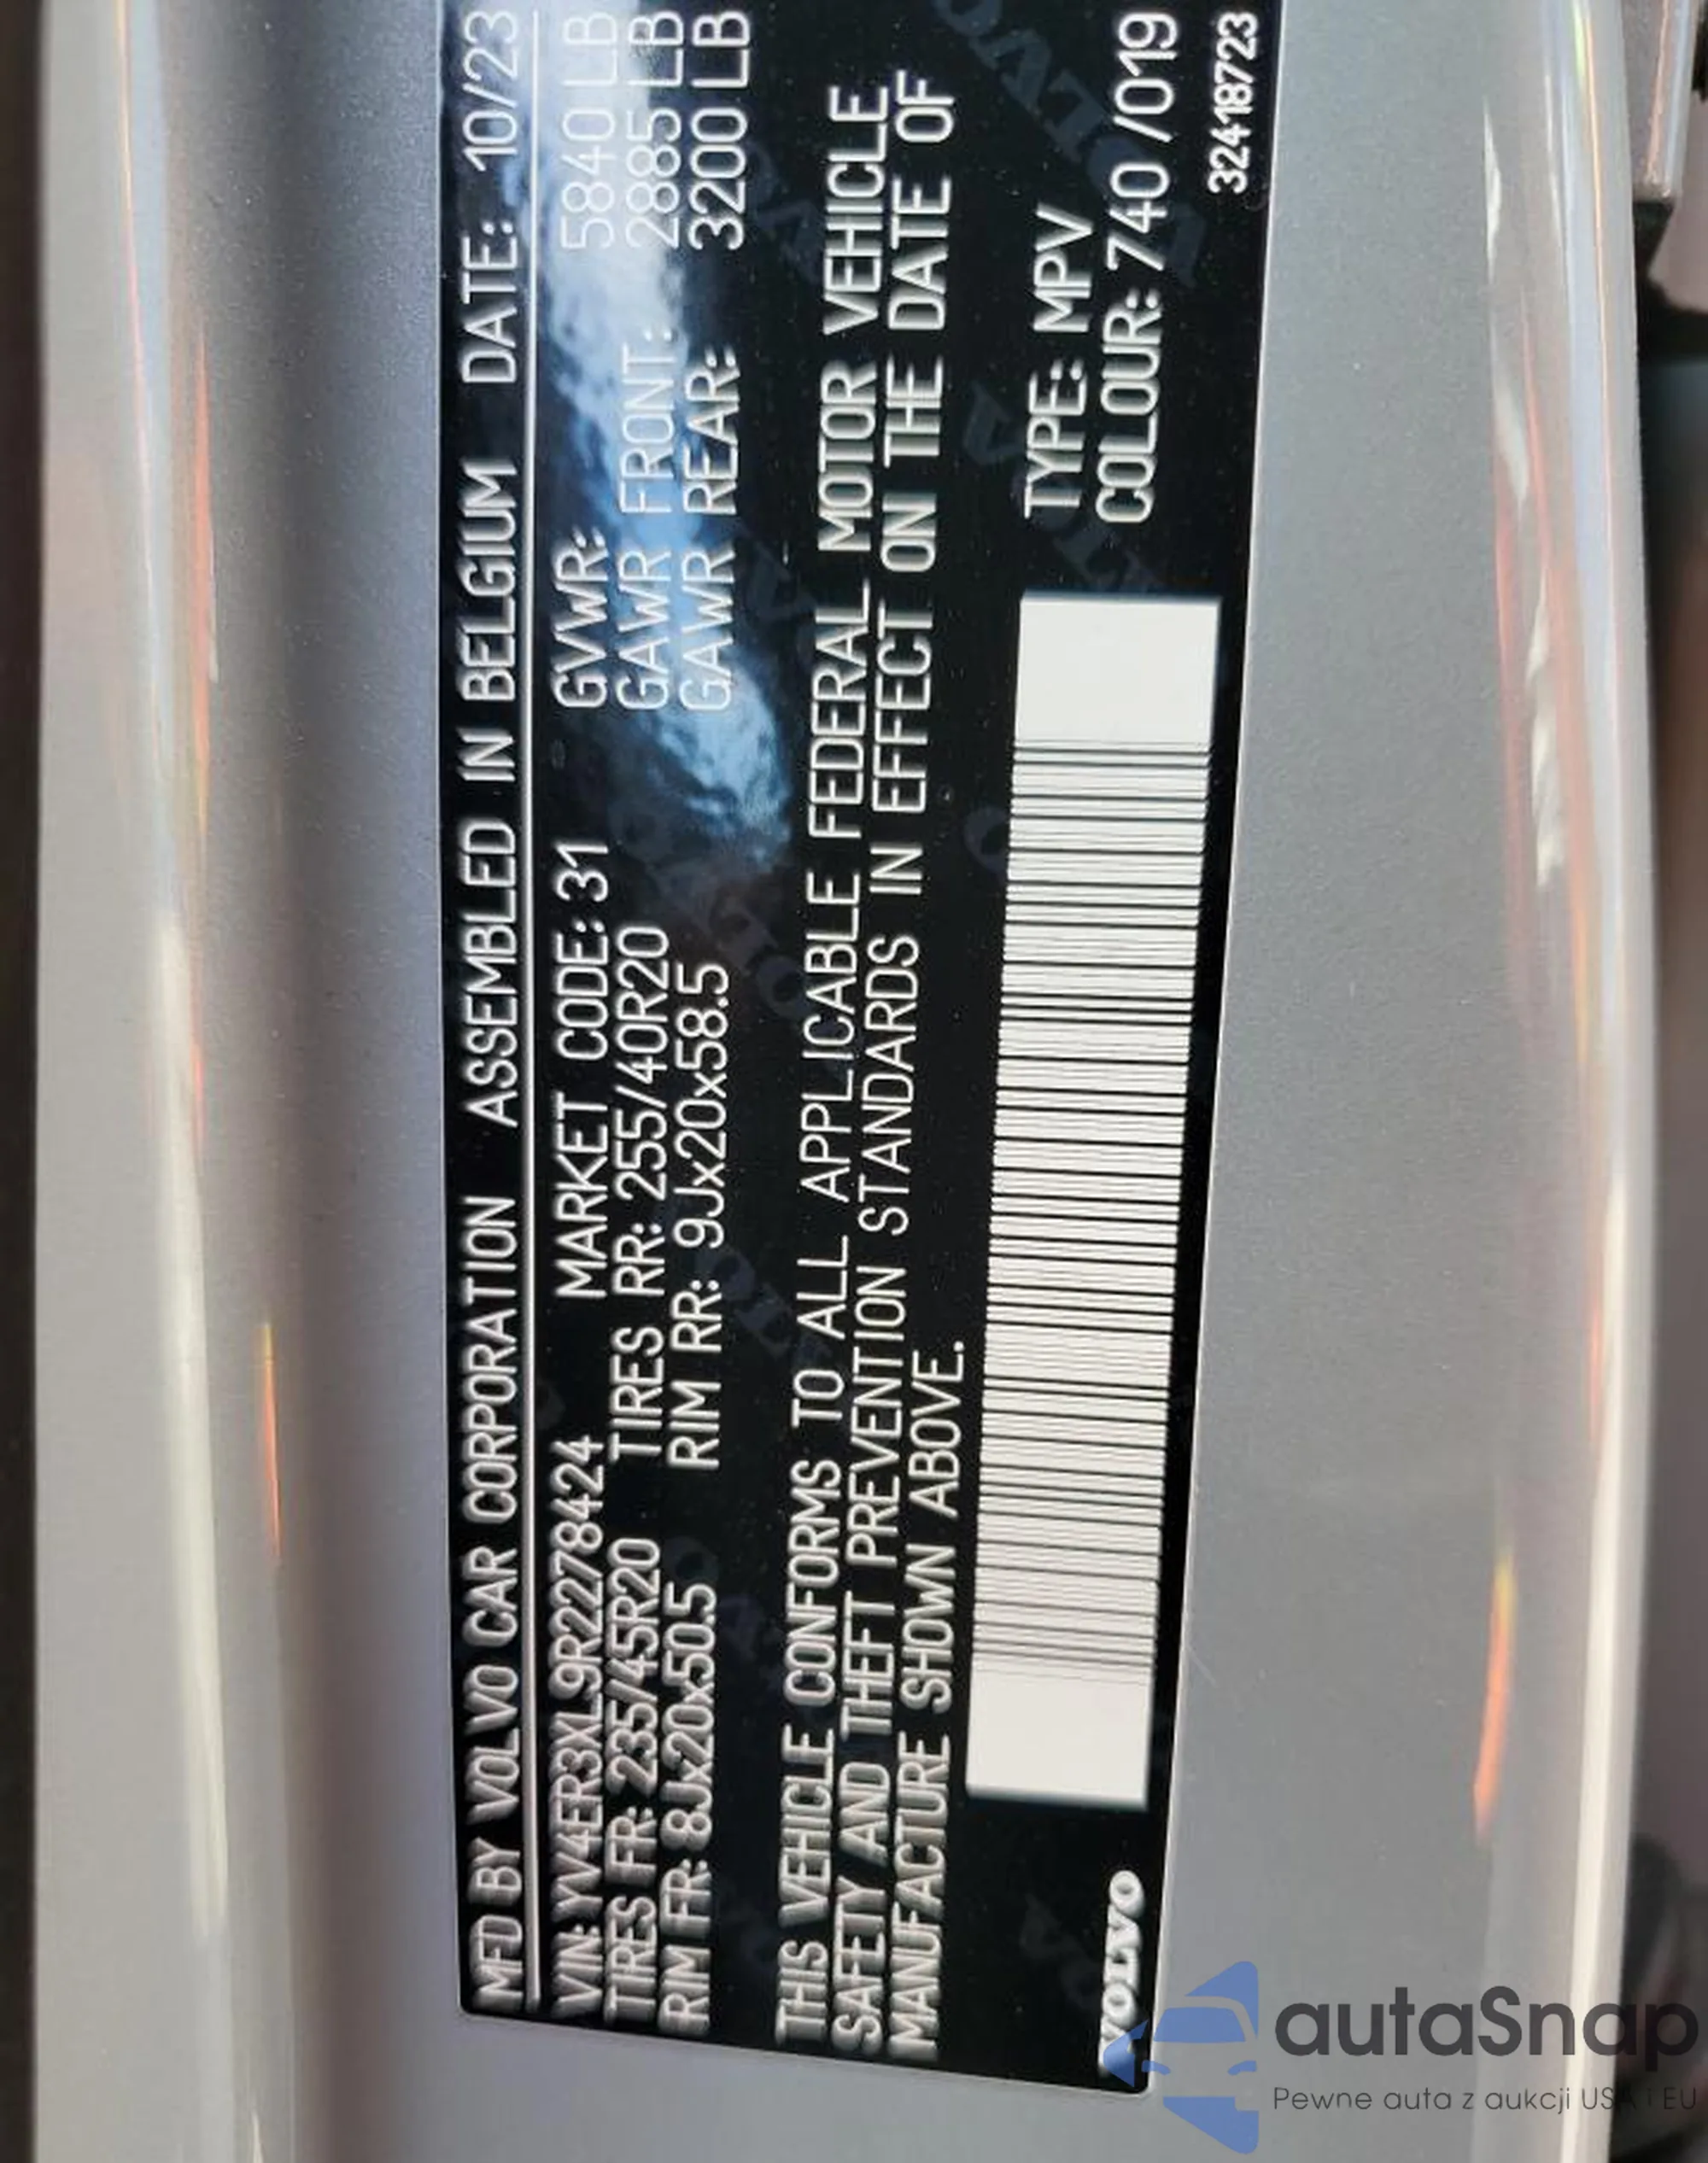 MFD BY VOLVO CAR CORPORATION ASSEMBLED IN BELGIUM DATE: 10/23
VIN: YV4ER3XL9R2278424 MARKET CODE: 31 GVWR: 5840 LB
TIRES FR: 235/45R20 TIRES RR: 255/40R20 GAWR FRONT: 2885 LB
RIM FR: 8Jx20x50.5 RIM RR: 9Jx20x58.5 GAWR REAR: 3200 LB
THIS VEHICLE CONFORMS TO ALL APPLICABLE FEDERAL MOTOR VEHICLE
SAFETY AND THEFT PREVENTION STANDARDS IN EFFECT ON THE DATE OF
MANUFACTURE SHOWN ABOVE.
TYPE: MPV
COLOUR: 740 /019
VOLVO
32418723
autaSnap
Pewne auta z aukcji USA i EU